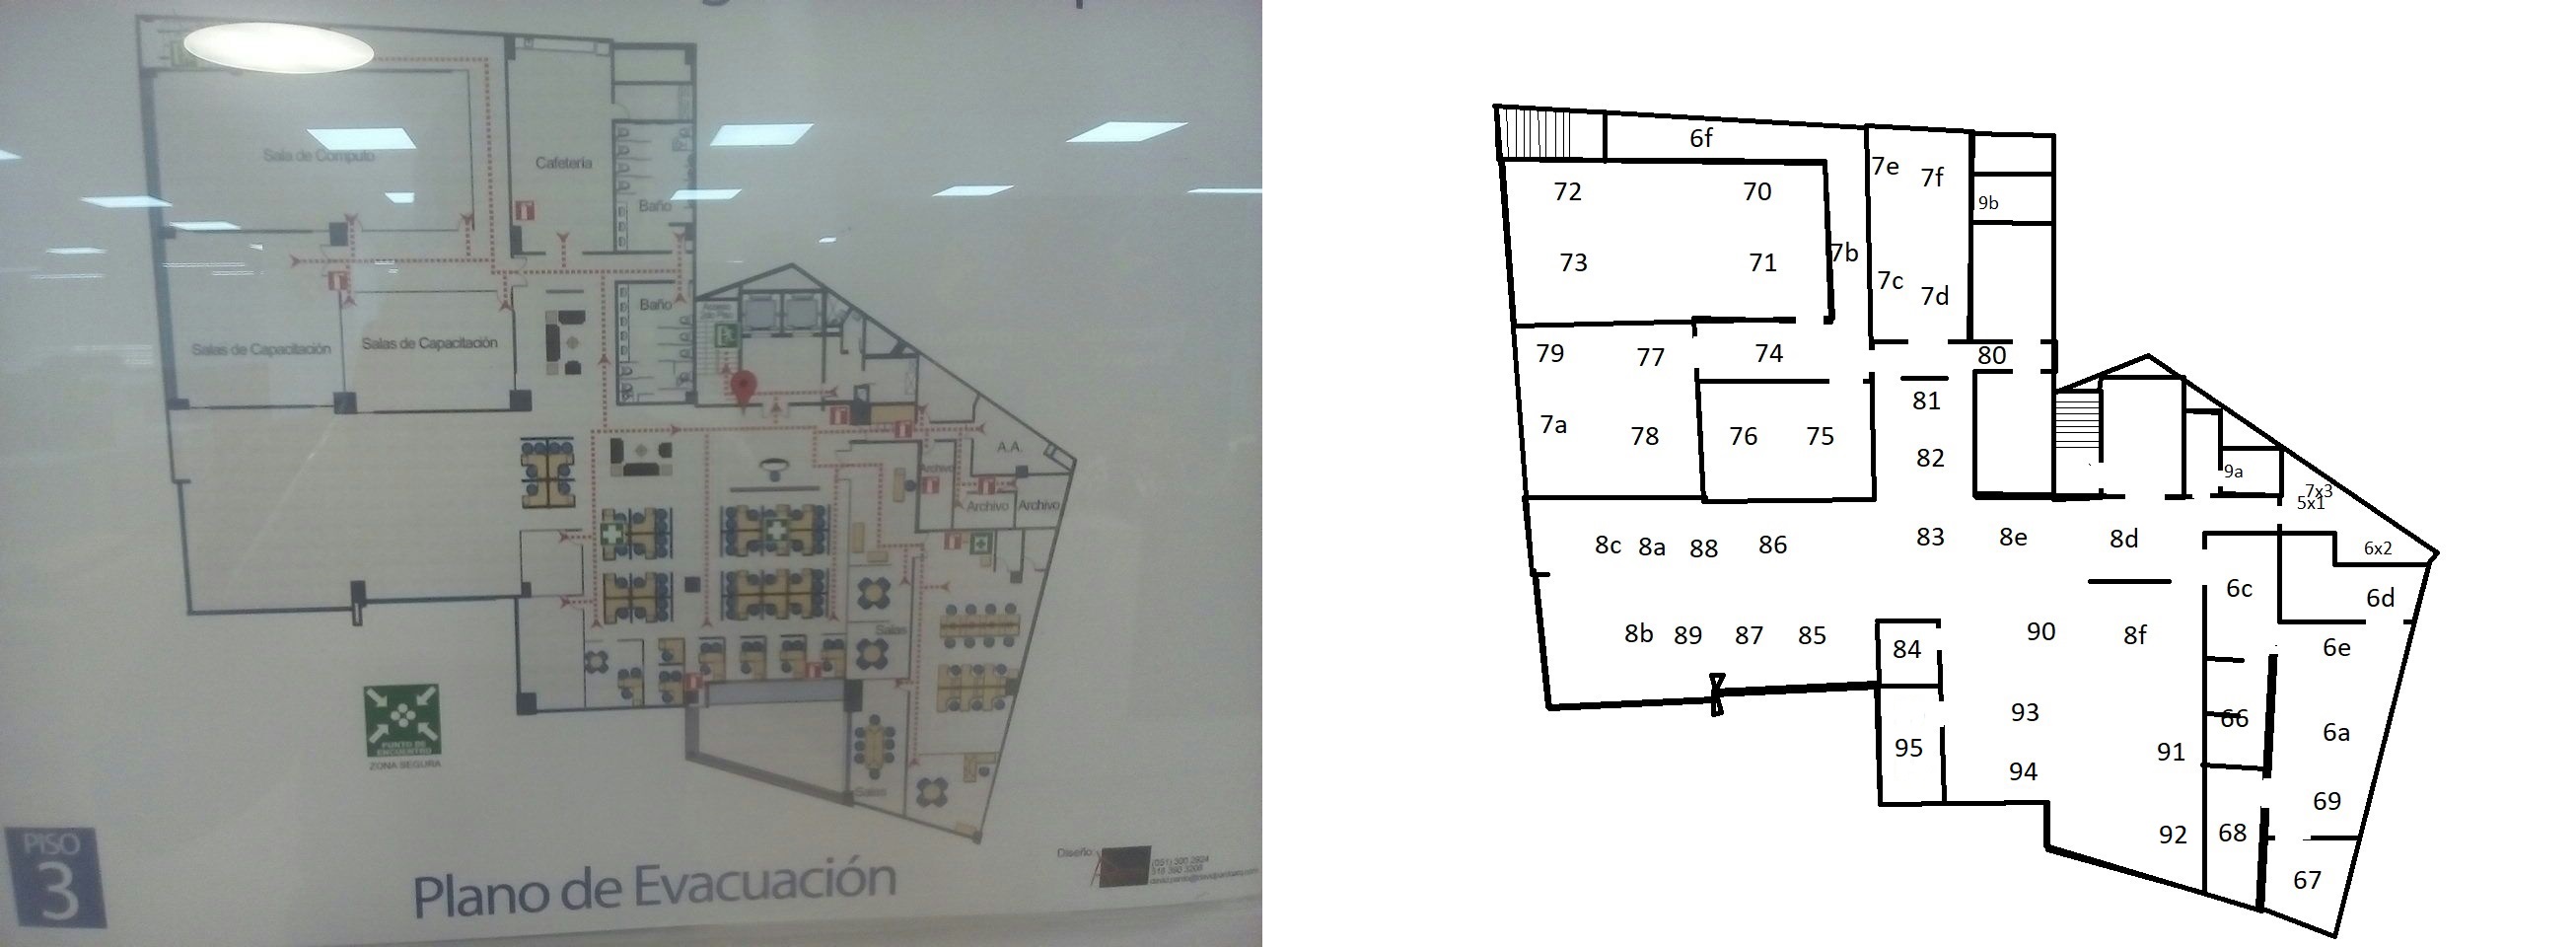 Sala de Computo
Cafeteria
Baño
Baño
Salas de Capacitación
Salas de Capacitación
A.A.
Archivo
Archivo
Archivo
Salas
Salas
PUNTO DE
ENCUENTRO
ZONA SEGURA
PISO
3
Plano de Evacuación
Diseño:
6f
7e
7f
72
70
9b
73
71
7b
7c
7d
79
77
74
80
81
7a
78
76
75
82
9a
7x3
5x1
8c
8a
88
86
83
8e
8d
6x2
6c
6d
8b
89
87
85
84
90
8f
6e
93
66
6a
95
91
94
69
92
68
67